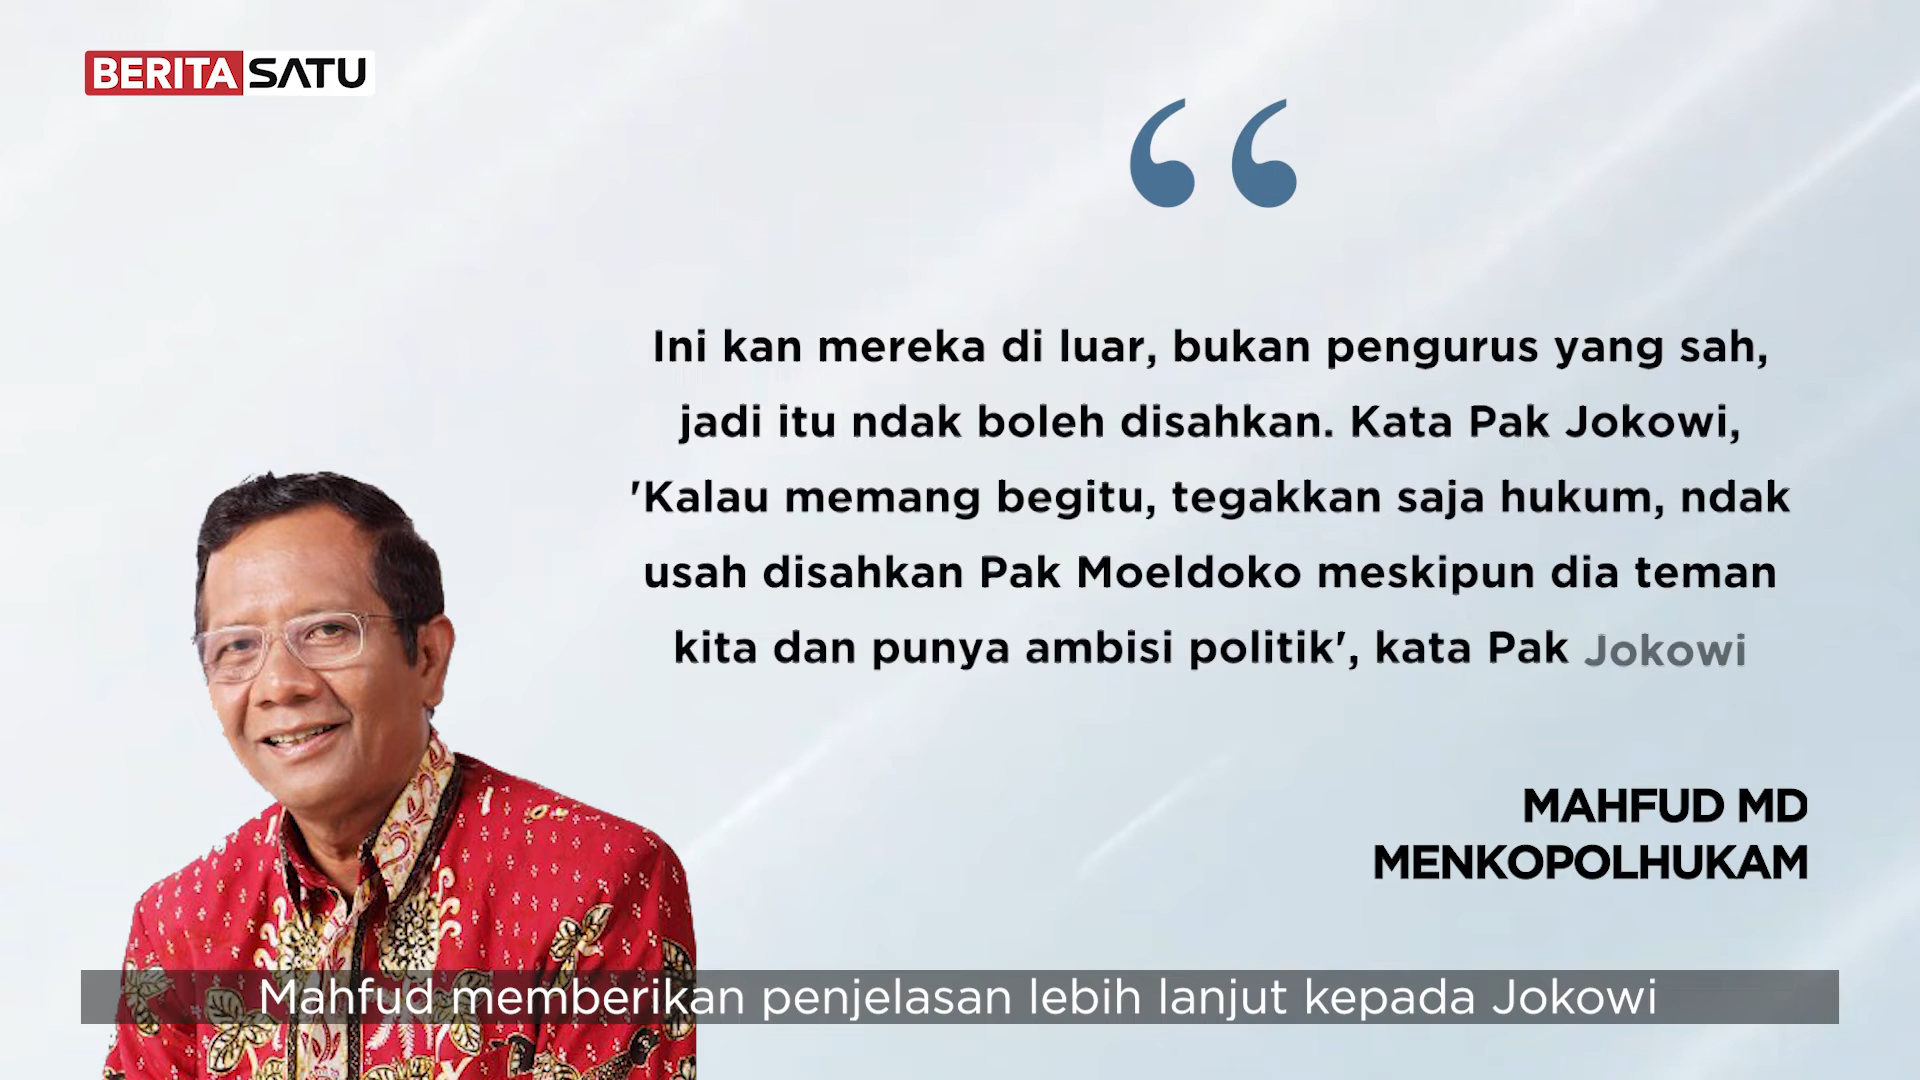 BERITA SATU
“
Ini kan mereka di luar, bukan pengurus yang sah,
jadi itu ndak boleh disahkan. Kata Pak Jokowi,
'Kalau memang begitu, tegakkan saja hukum, ndak
usah disahkan Pak Moeldoko meskipun dia teman
kita dan punya ambisi politik', kata Pak Jokowi
MAHFUD MD
MENKOPOLHUKAM
Mahfud memberikan penjelasan lebih lanjut kepada Jokowi